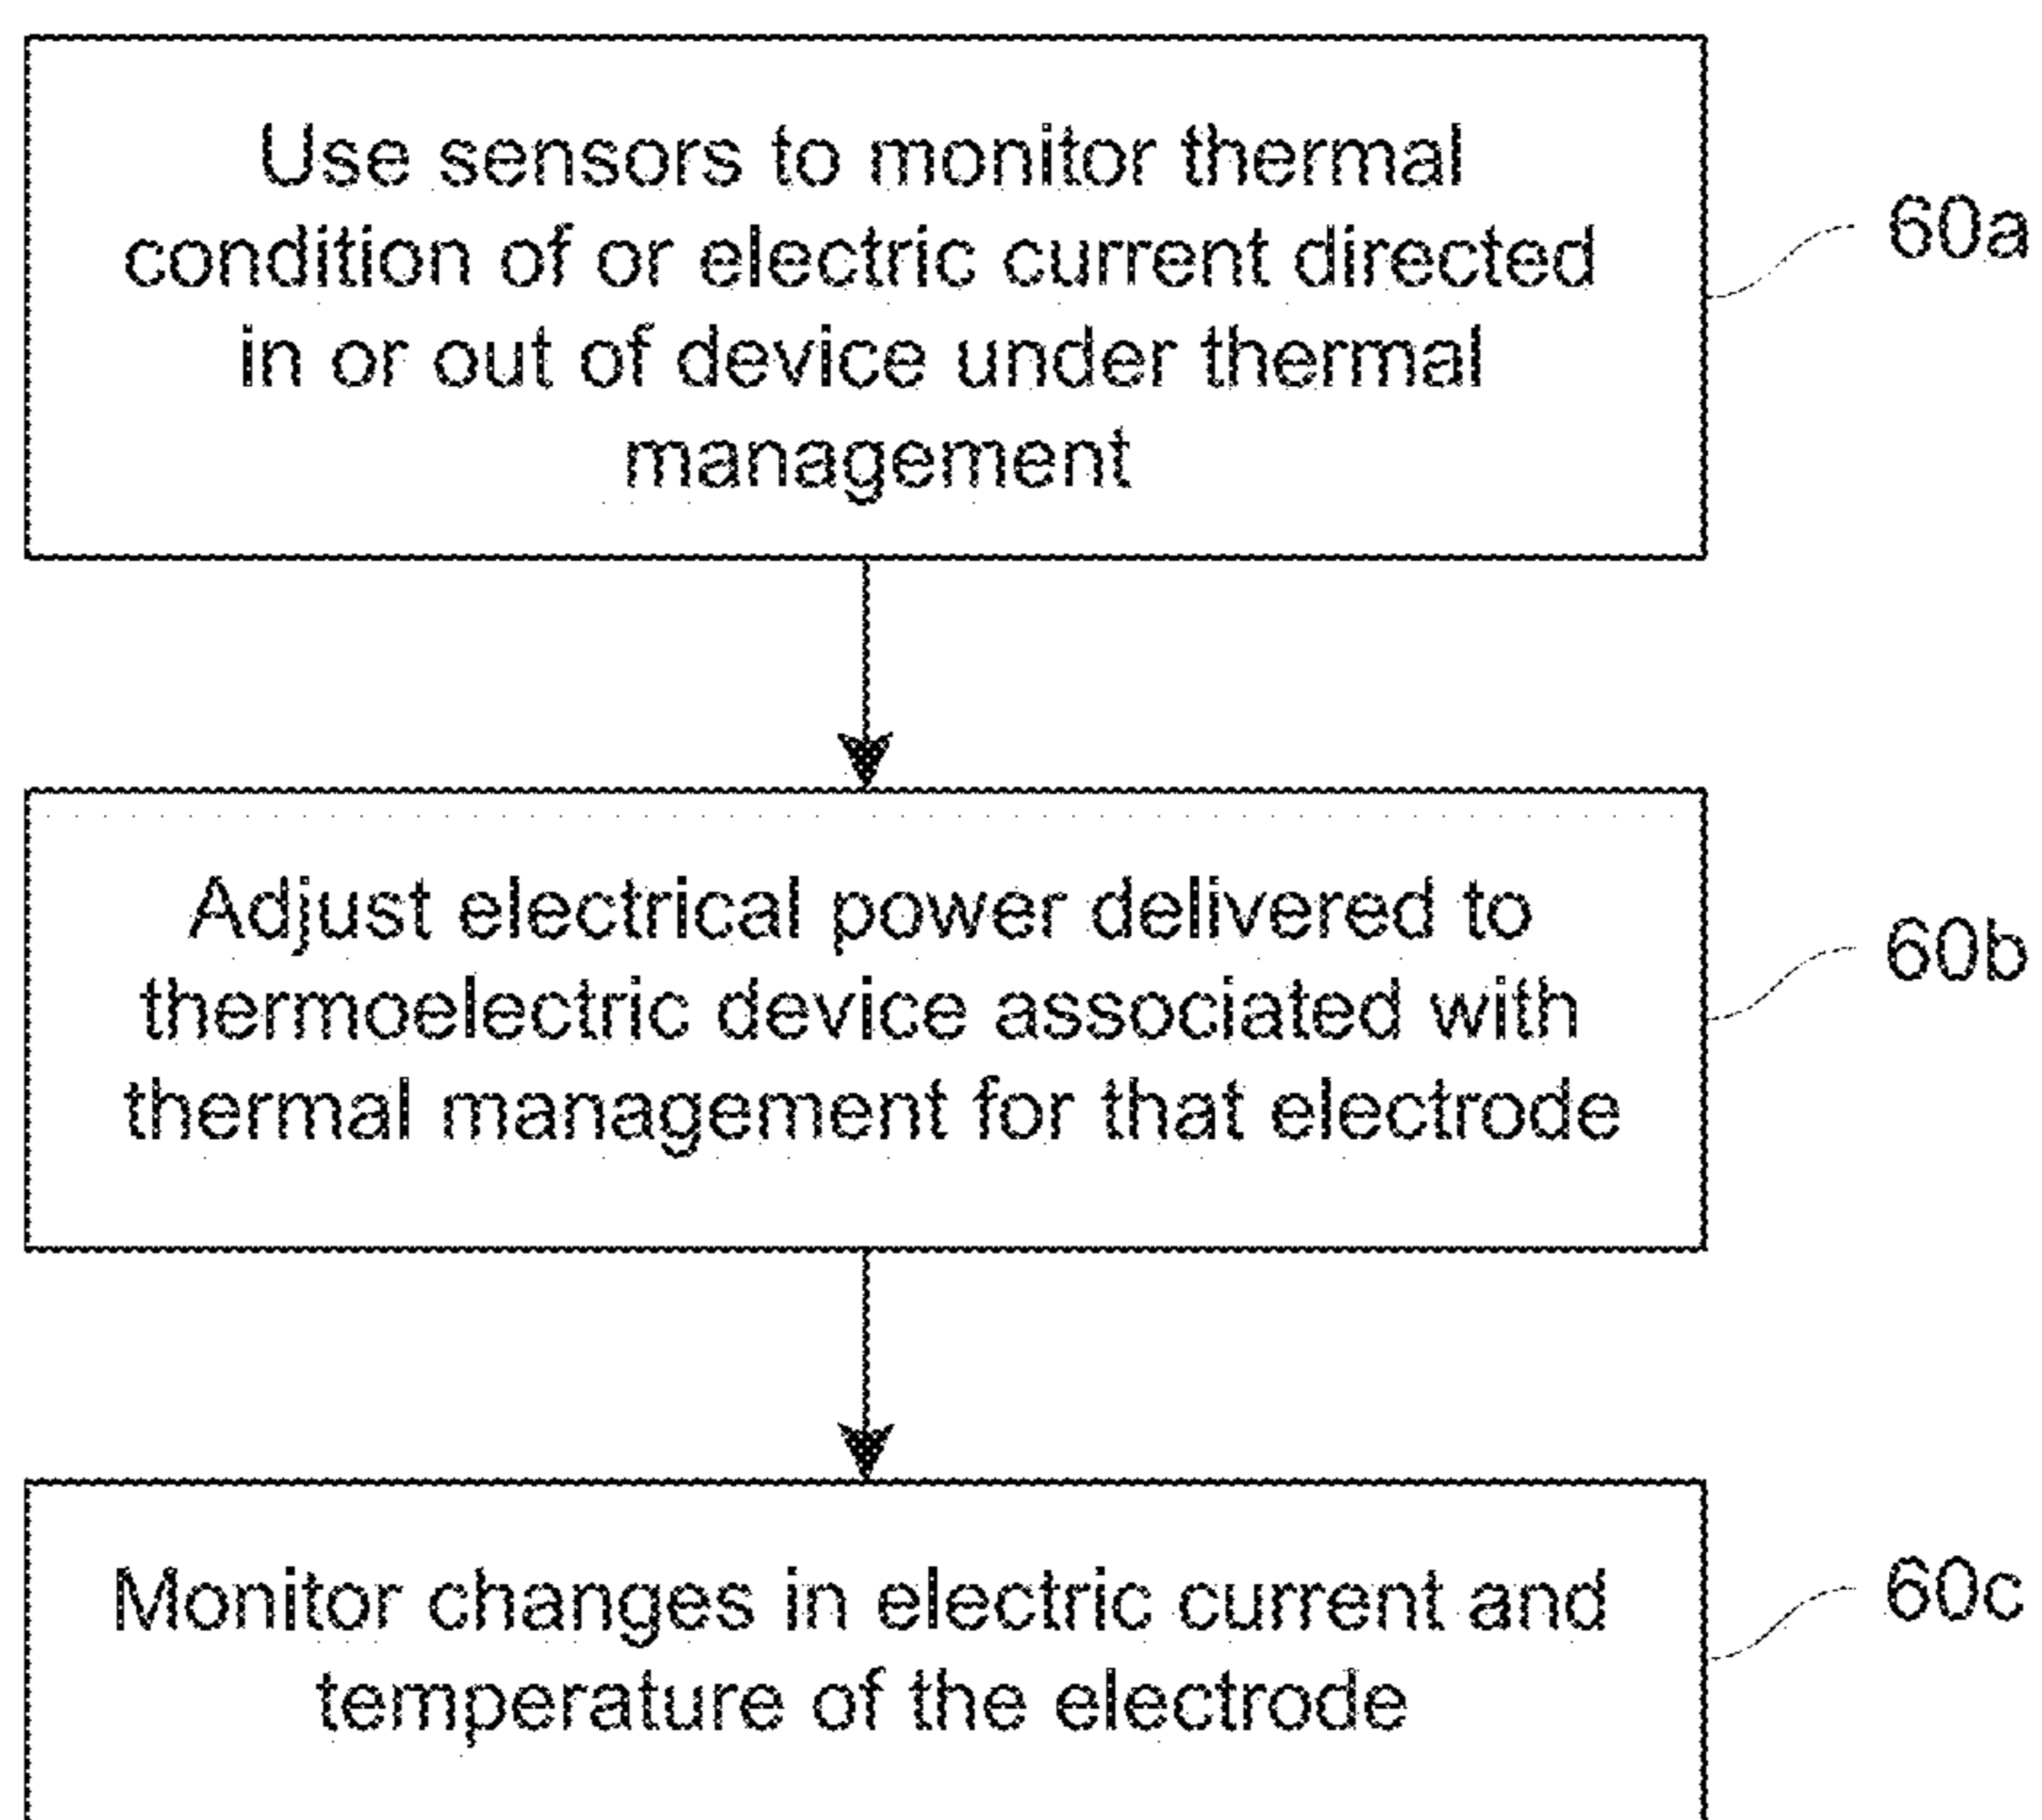 Use sensors to monitor thermal
condition of or electric current directed
in or out of device under thermal
management
60a
Adjust electrical power delivered to
thermoelectric device associated with
thermal management for that electrode
60b
Monitor changes in electric current and
temperature of the electrode
60c